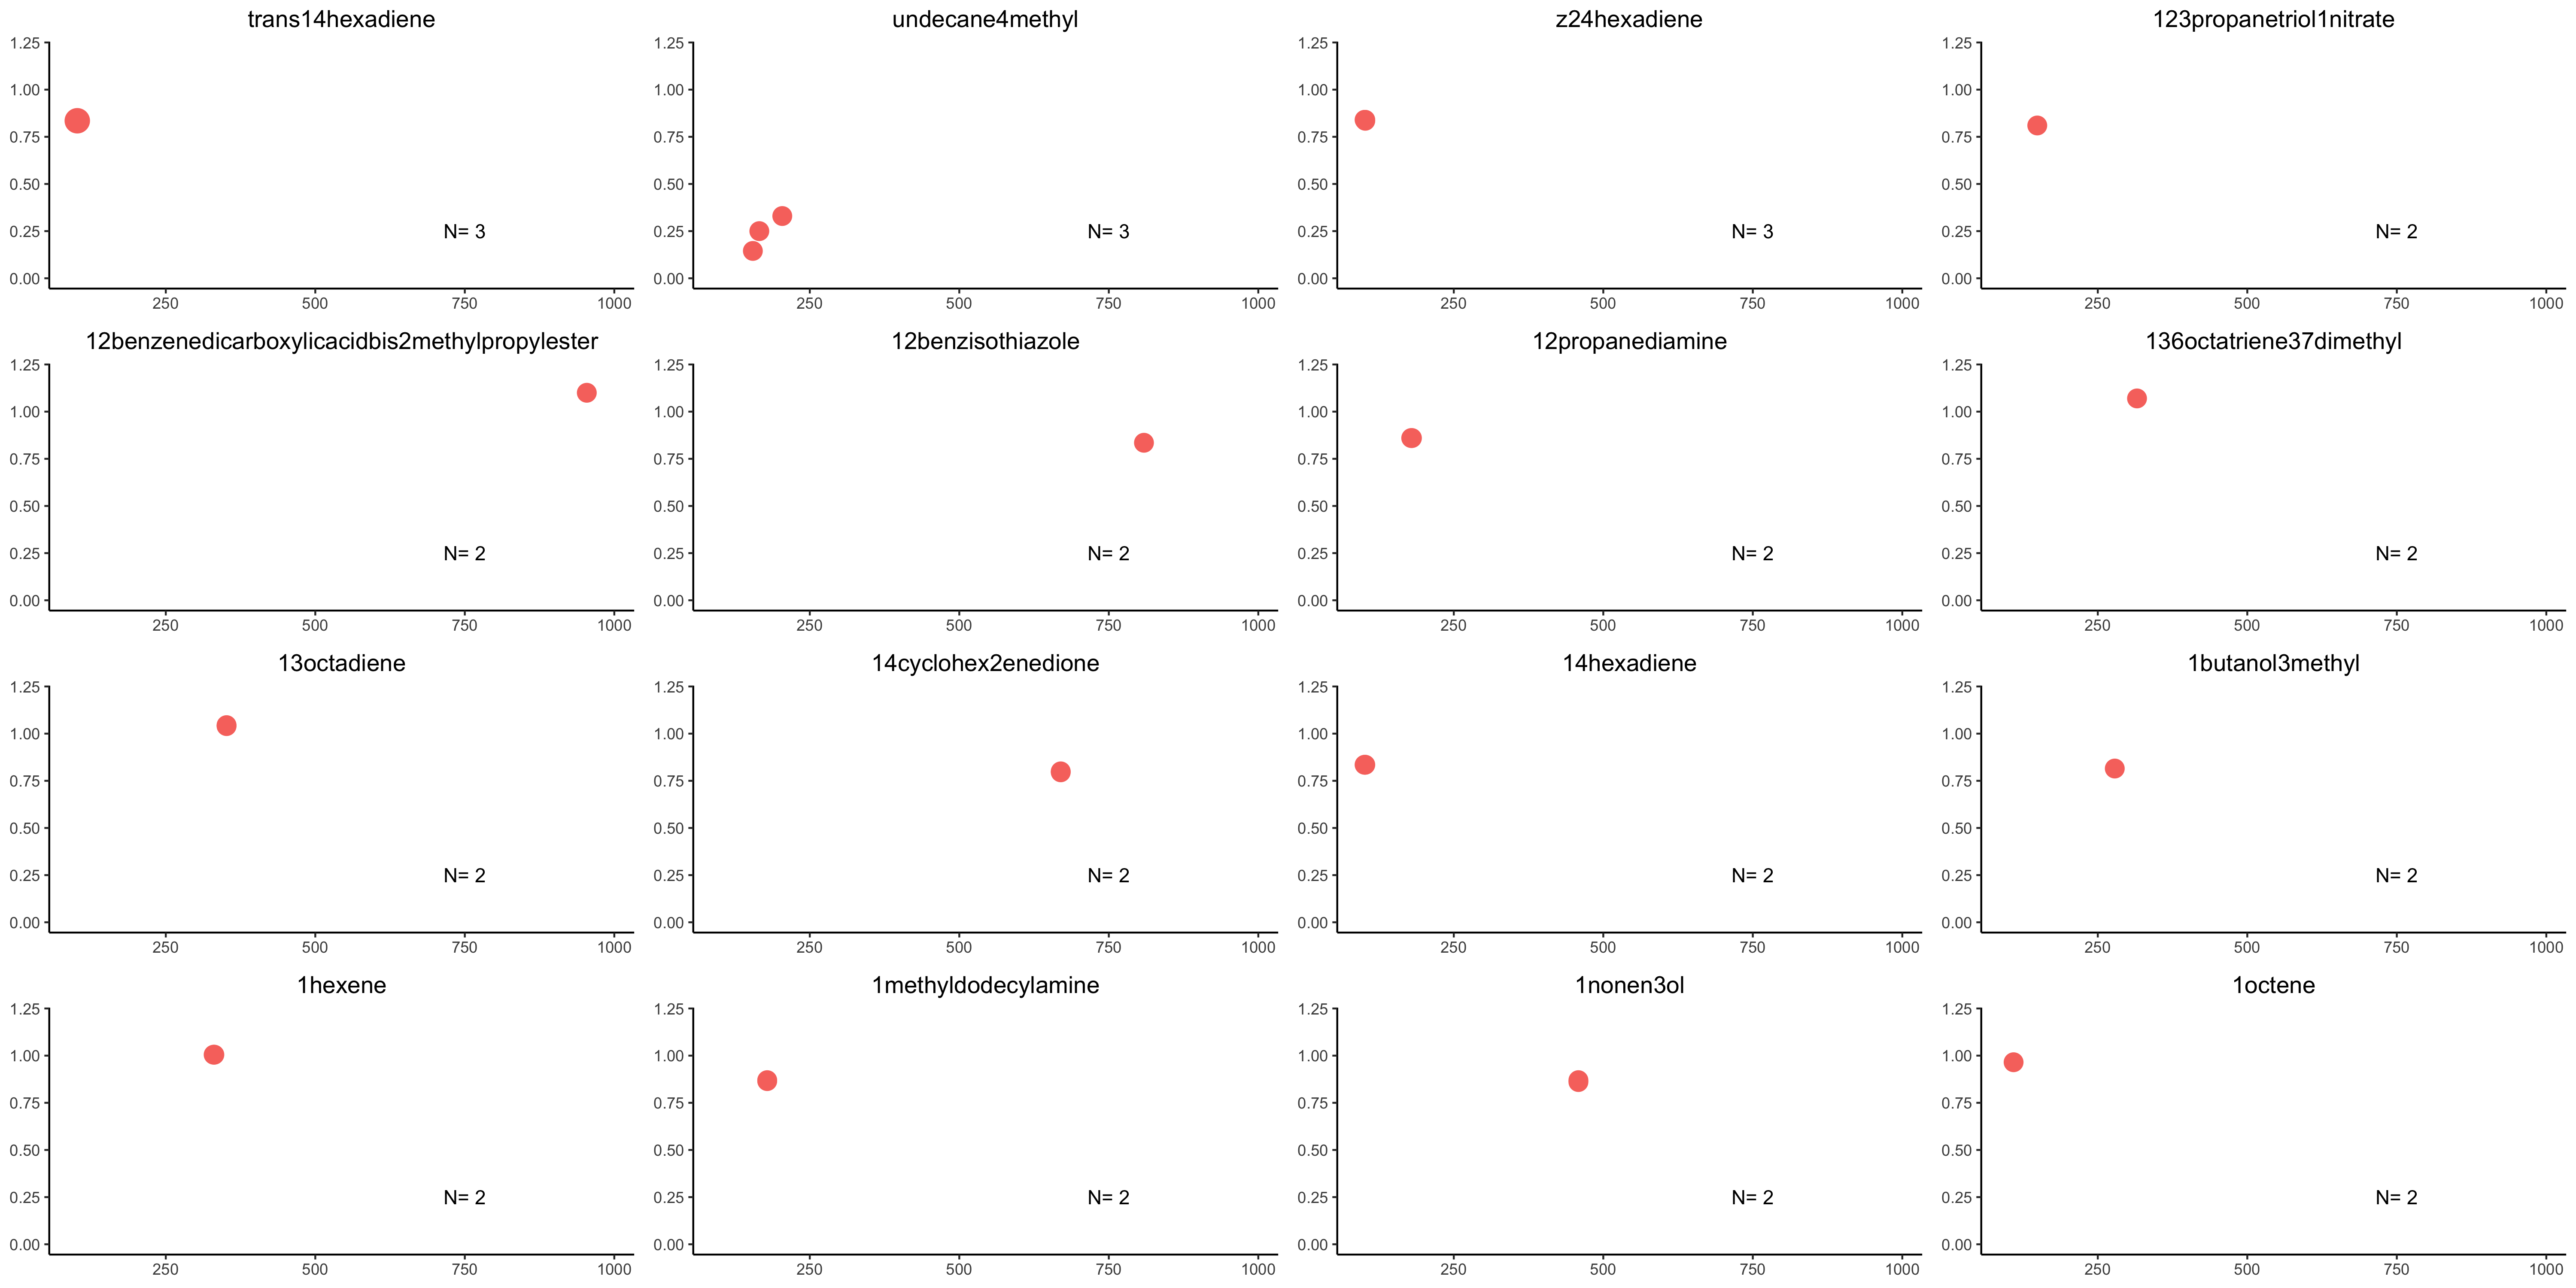 trans14hexadiene
1.25
1.00
0.75
0.50
0.25
0.00
N= 3
250 500 750 1000
undecane4methyl
1.25
1.00
0.75
0.50
0.25
0.00
N= 3
250 500 750 1000
z24hexadiene
1.25
1.00
0.75
0.50
0.25
0.00
N= 3
250 500 750 1000
123propanetriol1nitrate
1.25
1.00
0.75
0.50
0.25
0.00
N= 2
250 500 750 1000
12benzenedicarboxylicacidbis2methylpropylester
1.25
1.00
0.75
0.50
0.25
0.00
N= 2
250 500 750 1000
12benzisothiazole
1.25
1.00
0.75
0.50
0.25
0.00
N= 2
250 500 750 1000
12propanediamine
1.25
1.00
0.75
0.50
0.25
0.00
N= 2
250 500 750 1000
136octatriene37dimethyl
1.25
1.00
0.75
0.50
0.25
0.00
N= 2
250 500 750 1000
13octadiene
1.25
1.00
0.75
0.50
0.25
0.00
N= 2
250 500 750 1000
14cyclohex2enedione
1.25
1.00
0.75
0.50
0.25
0.00
N= 2
250 500 750 1000
14hexadiene
1.25
1.00
0.75
0.50
0.25
0.00
N= 2
250 500 750 1000
1butanol3methyl
1.25
1.00
0.75
0.50
0.25
0.00
N= 2
250 500 750 1000
1hexene
1.25
1.00
0.75
0.50
0.25
0.00
N= 2
250 500 750 1000
1methyldodecylamine
1.25
1.00
0.75
0.50
0.25
0.00
N= 2
250 500 750 1000
1nonen3ol
1.25
1.00
0.75
0.50
0.25
0.00
N= 2
250 500 750 1000
1octene
1.25
1.00
0.75
0.50
0.25
0.00
N= 2
250 500 750 1000